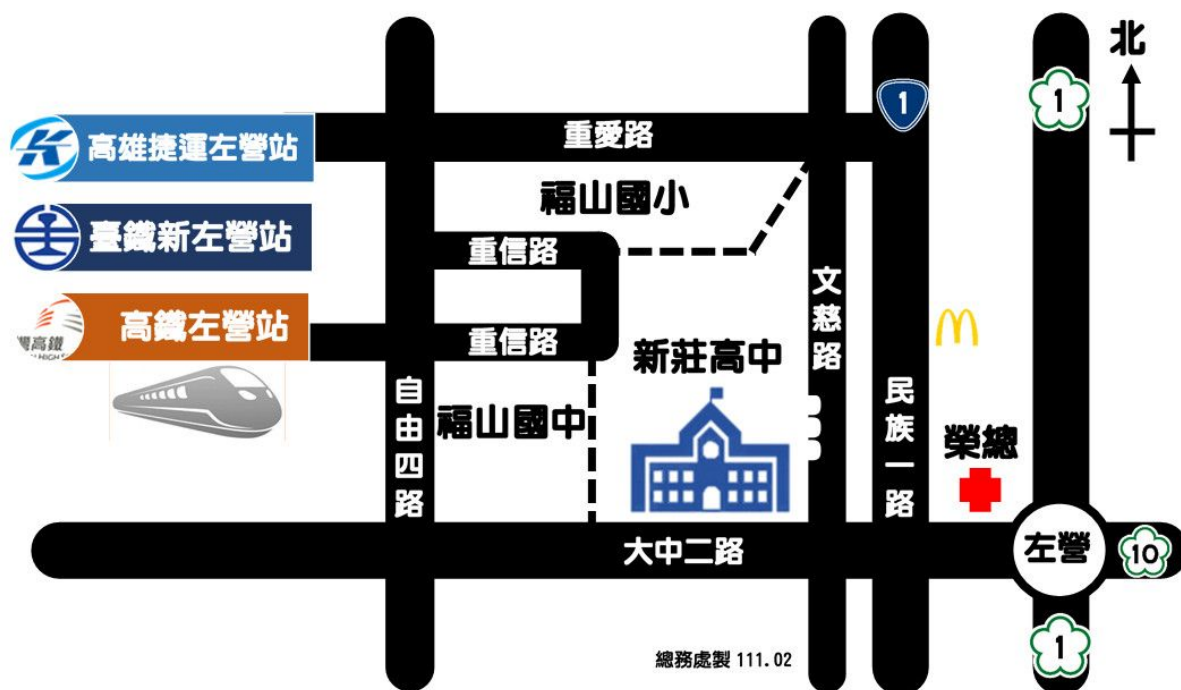 北
1
1
高雄捷運左營站
重愛路
福山國小
臺鐵新左營站
重信路
高鐵左營站
重信路
文慈路
新莊高中
自由四路
福山國中
民族一路
榮總
大中二路
左營
10
1
總務處製 111.02